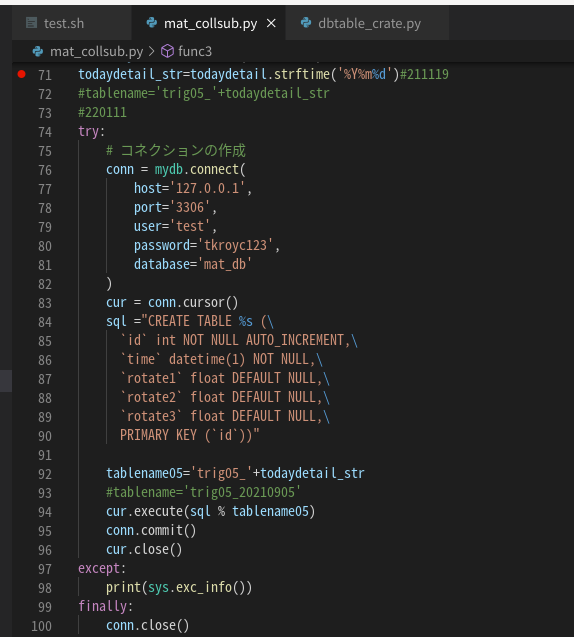 test.sh mat_collsub.py × dbtable_crate.py
mat_collsub.py > func3
71 todaydetail_str=todaydetail.strftime('%Y%m%d')#211119
72 #tablename='trig05_'+todaydetail_str
73 #220111
74 try:
75     # コネクションの作成
76     conn = mydb.connect(
77         host='127.0.0.1',
78         port='3306',
79         user='test',
80         password='tkroyc123',
81         database='mat_db'
82     )
83     cur = conn.cursor()
84     sql ="CREATE TABLE %s (\
85       `id` int NOT NULL AUTO_INCREMENT,\
86       `time` datetime(1) NOT NULL,\
87       `rotate1` float DEFAULT NULL,\
88       `rotate2` float DEFAULT NULL,\
89       `rotate3` float DEFAULT NULL,\
90       PRIMARY KEY (`id`))"
91
92     tablename05='trig05_'+todaydetail_str
93     #tablename='trig05_20210905'
94     cur.execute(sql % tablename05)
95     conn.commit()
96     cur.close()
97 except:
98     print(sys.exc_info())
99 finally:
100     conn.close()